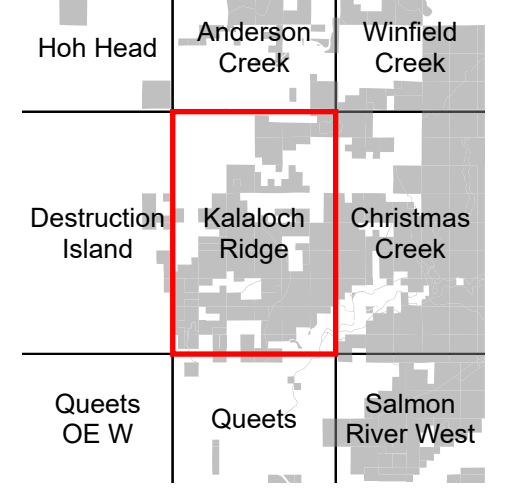 Hoh Head
Anderson
Creek
Winfield
Creek
Destruction
Island
Kalaloch
Ridge
Christmas
Creek
Queets
OE W
Queets
Salmon
River West